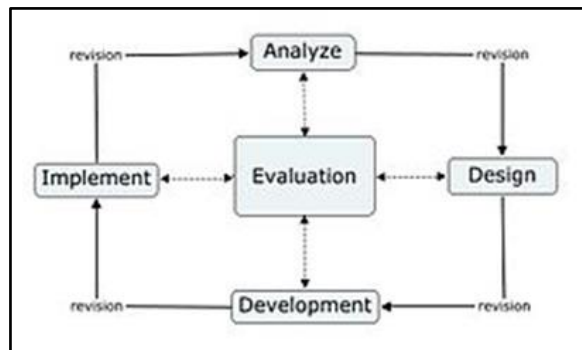 Analyze
revision
revision
Implement
Evaluation
Design
revision
Development
revision